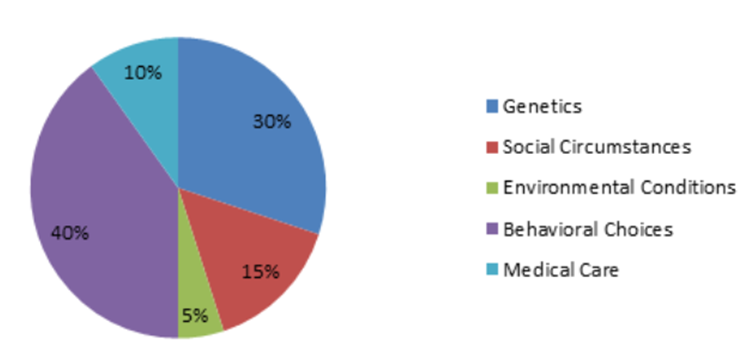 10%
30%
40%
15%
5%
Genetics
Social Circumstances
Environmental Conditions
Behavioral Choices
Medical Care